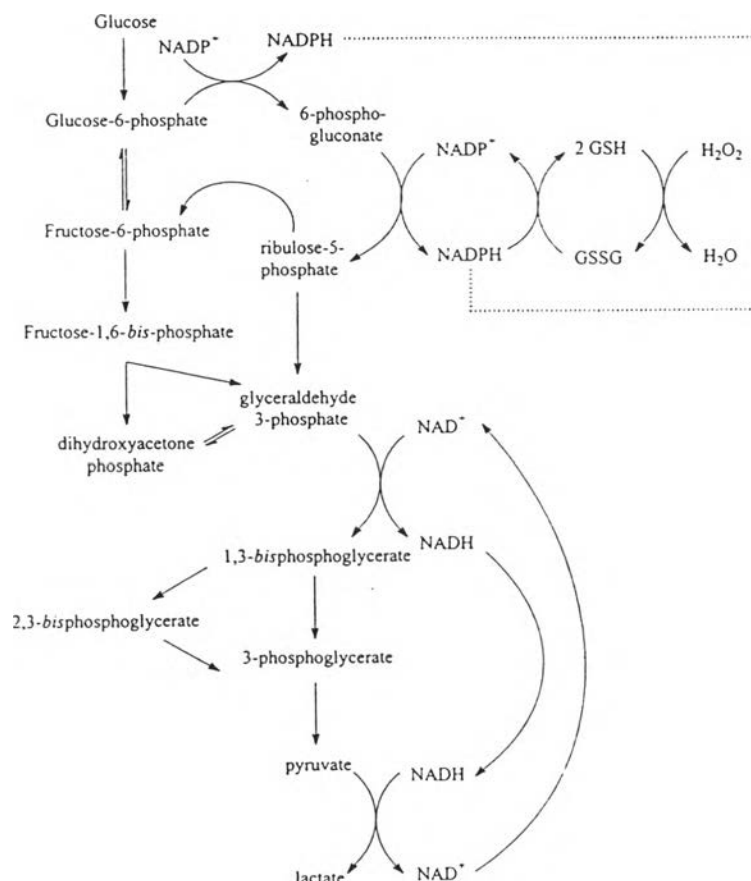 Glucose
NADP⁺
NADPH
Glucose-6-phosphate
6-phospho-
gluconate
NADP⁺
2 GSH
H₂O₂
Fructose-6-phosphate
ribulose-5-
phosphate
NADPH
GSSG
H₂O
Fructose-1,6-bis-phosphate
glyceraldehyde
3-phosphate
NAD⁺
dihydroxyacetone
phosphate
1,3-bisphosphoglycerate
NADH
2,3-bisphosphoglycerate
3-phosphoglycerate
pyruvate
NADH
lactate
NAD⁺